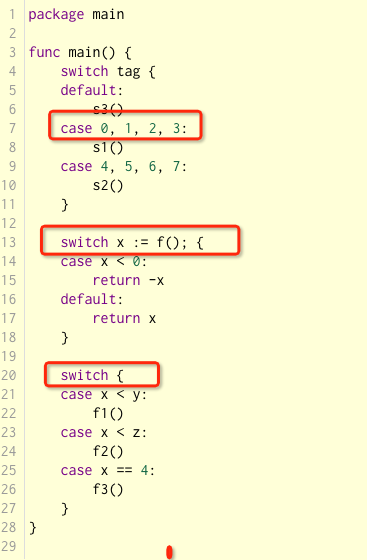 1 package main
2
3 func main() {
4 switch tag {
5 default:
6 s3()
7 case 0, 1, 2, 3:
8 s1()
9 case 4, 5, 6, 7:
10 s2()
11 }
12
13 switch x := f(); {
14 case x < 0:
15 return -x
16 default:
17 return x
18 }
19
20 switch {
21 case x < y:
22 f1()
23 case x < z:
24 f2()
25 case x == 4:
26 f3()
27 }
28 }
29